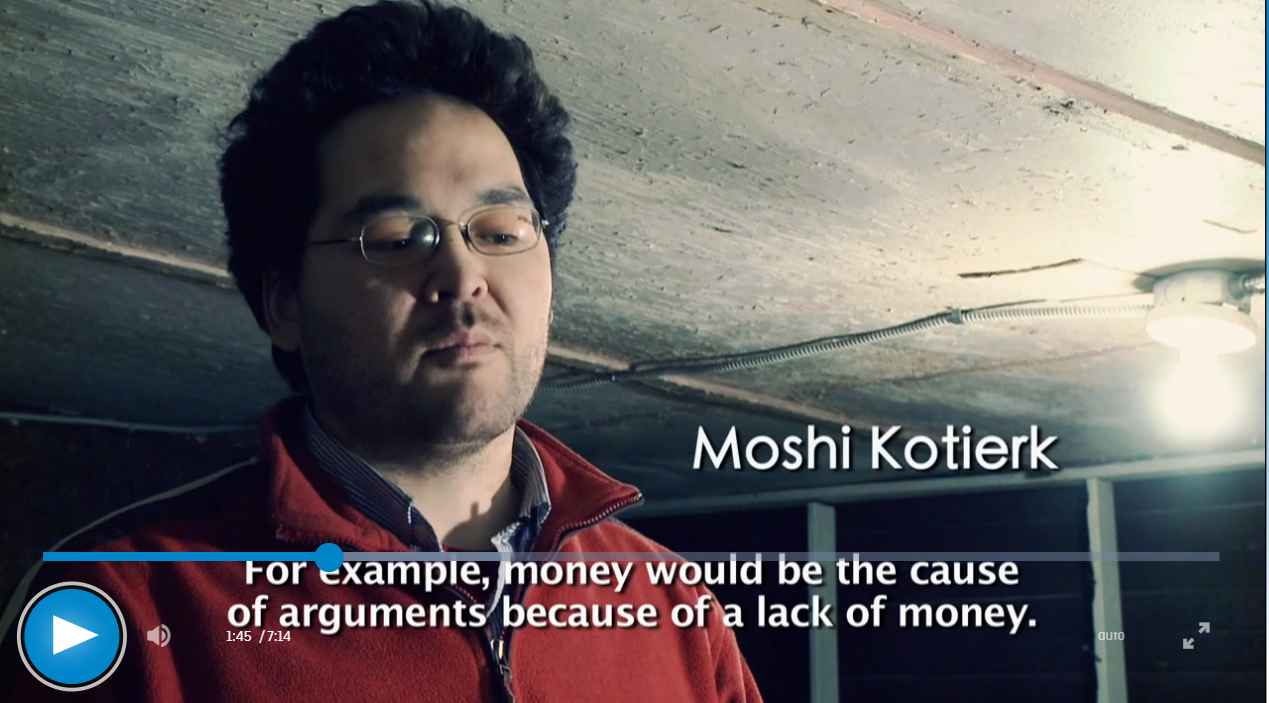 Moshi Kotierk
For example, money would be the cause
of arguments because of a lack of money.
1:45 / 7:14
auto